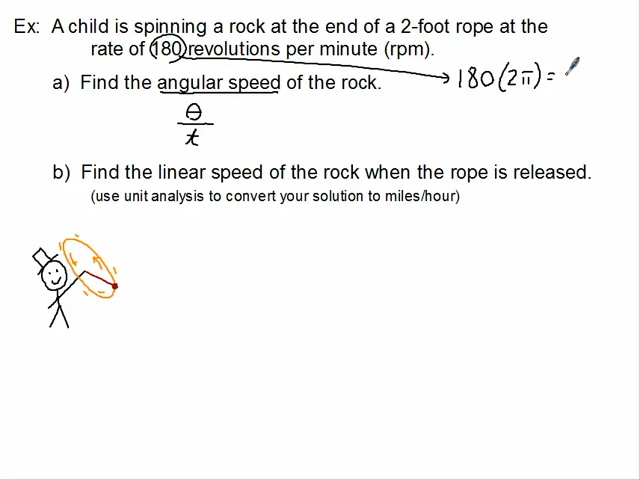 Ex: A child is spinning a rock at the end of a 2-foot rope at the
rate of 180 revolutions per minute (rpm).
180(2π)=
a) Find the angular speed of the rock.
θ
t
b) Find the linear speed of the rock when the rope is released.
(use unit analysis to convert your solution to miles/hour)